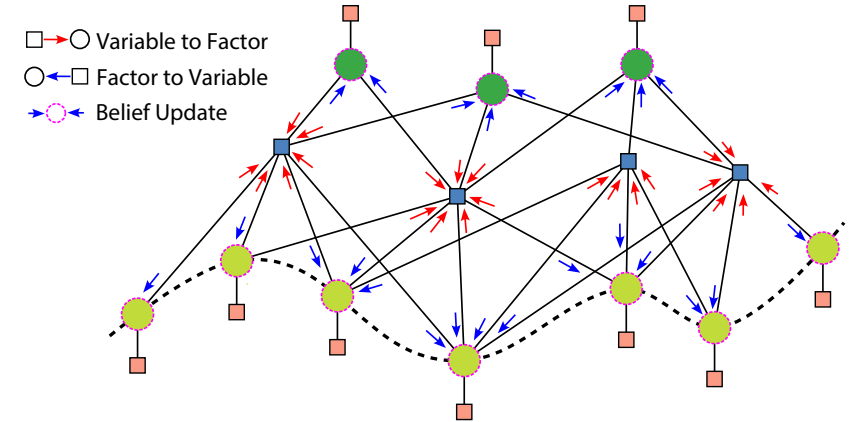 Variable to Factor
Factor to Variable
Belief Update